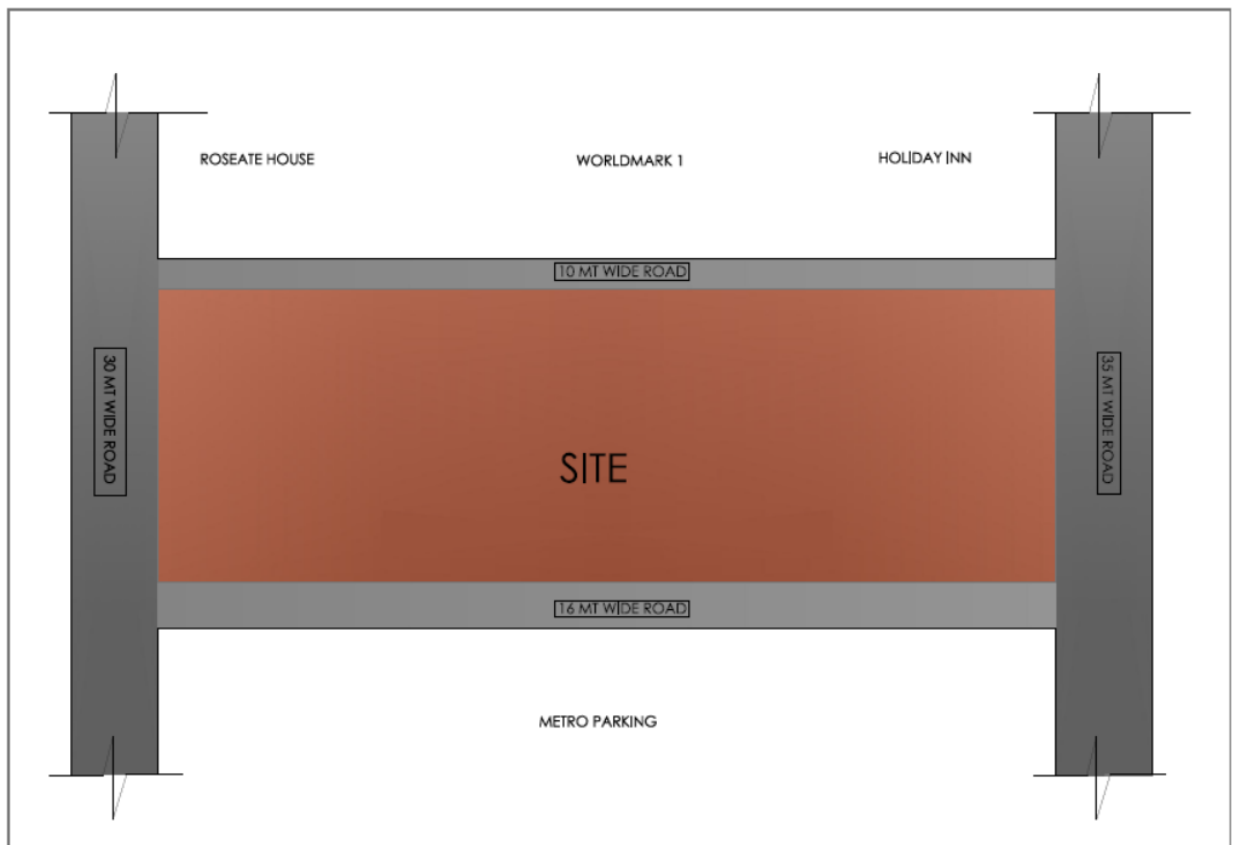 ROSEATE HOUSE
WORLDMARK 1
HOLIDAY INN
10 MT WIDE ROAD
30 MT WIDE ROAD
35 MT WIDE ROAD
SITE
16 MT WIDE ROAD
METRO PARKING